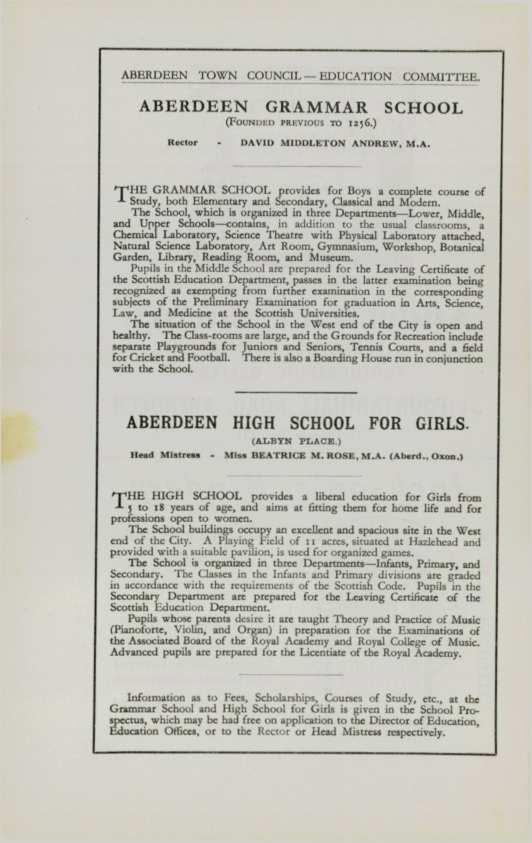 ABERDEEN TOWN COUNCIL — EDUCATION COMMITTEE.
ABERDEEN GRAMMAR SCHOOL
(FOUNDED PREVIOUS TO 1256.)
Rector - DAVID MIDDLETON ANDREW, M.A.
THE GRAMMAR SCHOOL provides for Boys a complete course of
Study, both Elementary and Secondary, Classical and Modern.
The School, which is organized in three Departments—Lower, Middle,
and Upper Schools—contains, in addition to the usual classrooms, a
Chemical Laboratory, Science Theatre with Physical Laboratory attached,
Natural Science Laboratory, Art Room, Gymnasium, Workshop, Botanical
Garden, Library, Reading Room, and Museum.
Pupils in the Middle School are prepared for the Leaving Certificate of
the Scottish Education Department, passes in the latter examination being
recognized as exempting from further examination in the corresponding
subjects of the Preliminary Examination for graduation in Arts, Science,
Law, and Medicine at the Scottish Universities.
The situation of the School in the West end of the City is open and
healthy. The Class-rooms are large, and the Grounds for Recreation include
separate Playgrounds for Juniors and Seniors, Tennis Courts, and a field
for Cricket and Football. There is also a Boarding House run in conjunction
with the School.
ABERDEEN HIGH SCHOOL FOR GIRLS.
(ALBYN PLACE.)
Head Mistress - Miss BEATRICE M. ROSE, M.A. (Aberd., Oxon.)
THE HIGH SCHOOL provides a liberal education for Girls from
5 to 18 years of age, and aims at fitting them for home life and for
professions open to women.
The School buildings occupy an excellent and spacious site in the West
end of the City. A Playing Field of 11 acres, situated at Hazlehead and
provided with a suitable pavilion, is used for organized games.
The School is organized in three Departments—Infants, Primary, and
Secondary. The Classes in the Infants and Primary divisions are graded
in accordance with the requirements of the Scottish Code. Pupils in the
Secondary Department are prepared for the Leaving Certificate of the
Scottish Education Department.
Pupils whose parents desire it are taught Theory and Practice of Music
(Pianoforte, Violin, and Organ) in preparation for the Examinations of
the Associated Board of the Royal Academy and Royal College of Music.
Advanced pupils are prepared for the Licentiate of the Royal Academy.
Information as to Fees, Scholarships, Courses of Study, etc., at the
Grammar School and High School for Girls is given in the School Pro-
spectus, which may be had free on application to the Director of Education,
Education Offices, or to the Rector or Head Mistress respectively.